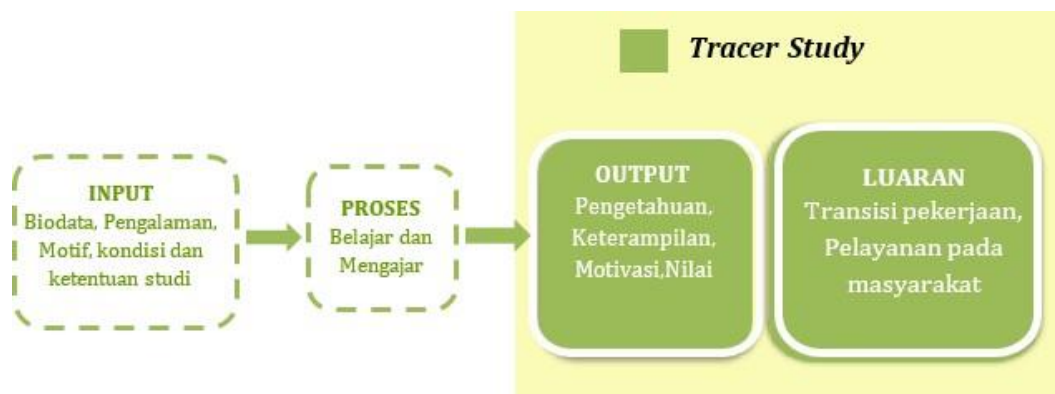 Tracer Study
INPUT
Biodata, Pengalaman,
Motif, kondisi dan
ketentuan studi
PROSES
Belajar dan
Mengajar
OUTPUT
Pengetahuan,
Keterampilan,
Motivasi,Nilai
LUARAN
Transisi pekerjaan,
Pelayanan pada
masyarakat